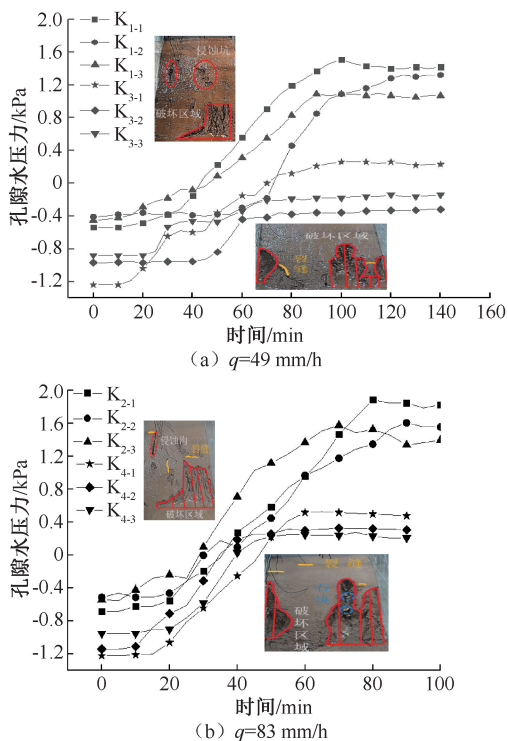 2.0
1.6
1.2
0.8
0.4
0
-0.4
-0.8
-1.2
孔隙水压力/kPa
K1-1
K1-2
K1-3
K3-1
K3-2
K3-3
侵蚀坑
破坏区域
破坏区域
裂缝
0 20 40 60 80 100 120 140 160
时间/min
（a）q=49 mm/h
2.0
1.6
1.2
0.8
0.4
0
-0.4
-0.8
-1.2
孔隙水压力/kPa
K2-1
K2-2
K2-3
K4-1
K4-2
K4-3
侵蚀沟
裂缝
破坏区域
裂缝
破坏区域
0 20 40 60 80 100
时间/min
（b）q=83 mm/h